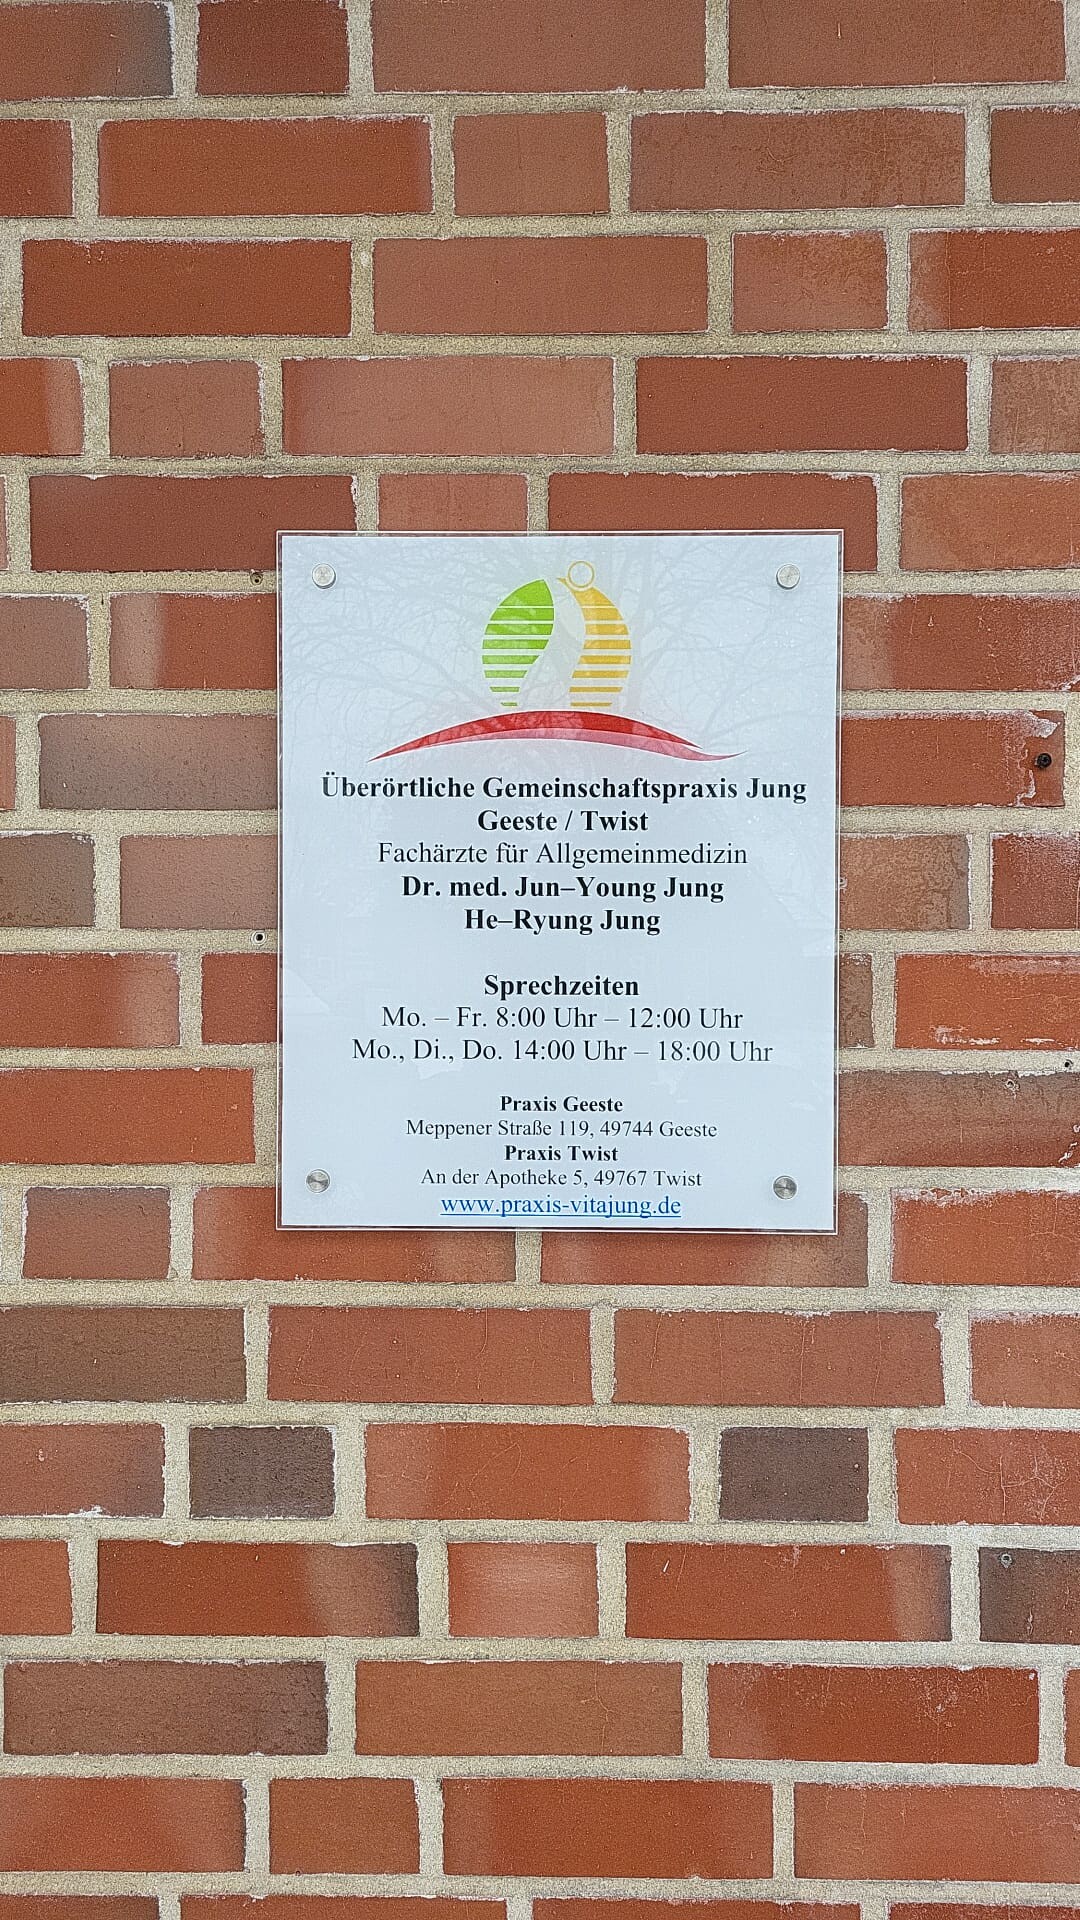 Überörtliche Gemeinschaftspraxis Jung
Geeste / Twist
Fachärzte für Allgemeinmedizin
Dr. med. Jun–Young Jung
He–Ryung Jung
Sprechzeiten
Mo. – Fr. 8:00 Uhr – 12:00 Uhr
Mo., Di., Do. 14:00 Uhr – 18:00 Uhr
Praxis Geeste
Meppener Straße 119, 49744 Geeste
Praxis Twist
An der Apotheke 5, 49767 Twist
www.praxis-vitajung.de